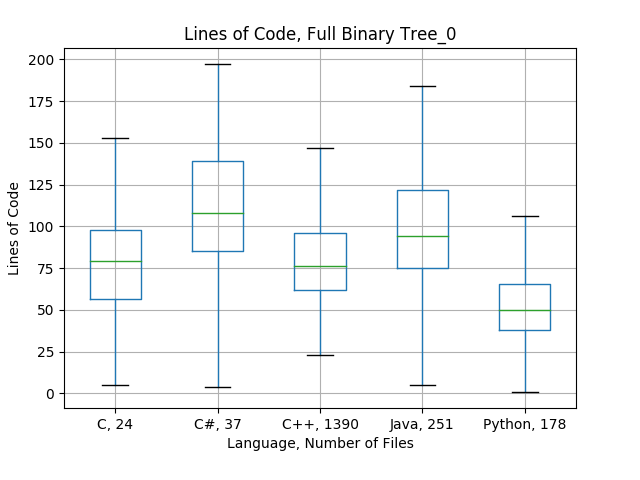 Lines of Code, Full Binary Tree_0
Lines of Code
200
175
150
125
100
75
50
25
0
C, 24
C#, 37
C++, 1390
Java, 251
Python, 178
Language, Number of Files